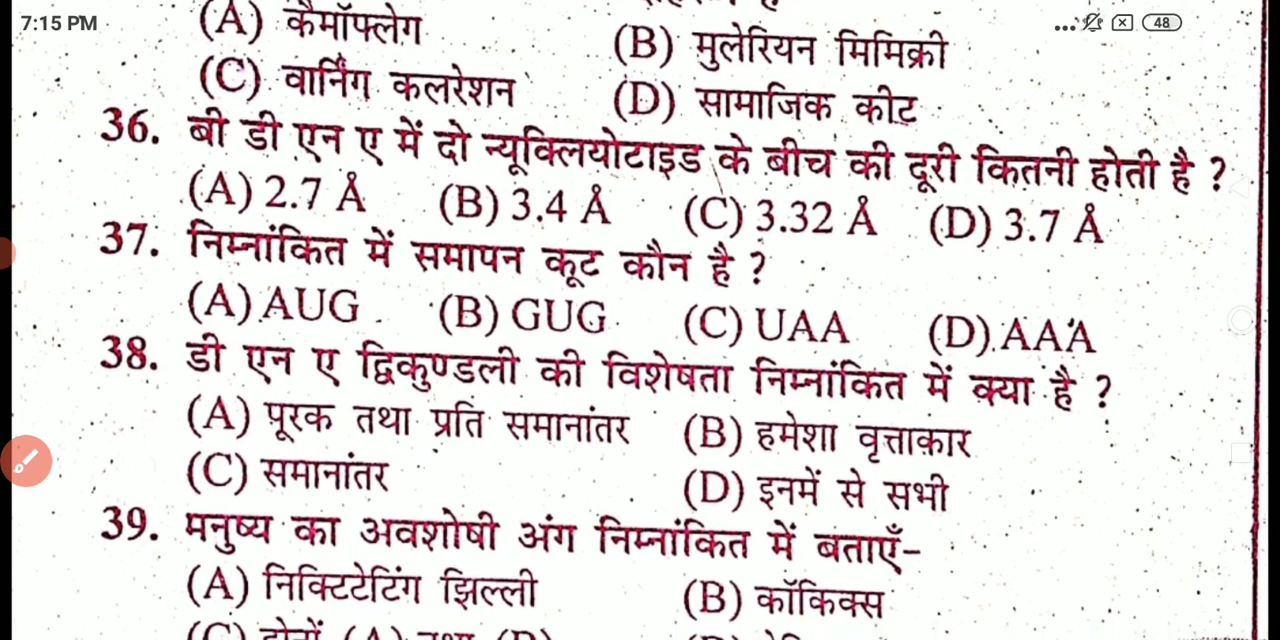 7:15 PM
48
(A) कैमॉफ्लेग (B) मुलेरियन मिमिक्री
(C) वार्निंग कलरेशन (D) सामाजिक कीट
36. बी डी एन ए में दो न्यूक्लियोटाइड के बीच की दूरी कितनी होती है ?
(A) 2.7 Å (B) 3.4 Å (C) 3.32 Å (D) 3.7 Å
37. निम्नांकित में समापन कूट कौन है ?
(A) AUG (B) GUG (C) UAA (D) AAA
38. डी एन ए द्विकुण्डली की विशेषता निम्नांकित में क्या है ?
(A) पूरक तथा प्रति समानांतर (B) हमेशा वृत्ताकार
(C) समानांतर (D) इनमें से सभी
39. मनुष्य का अवशोषी अंग निम्नांकित में बताएँ-
(A) निक्टिटेटिंग झिल्ली (B) कॉकिक्स